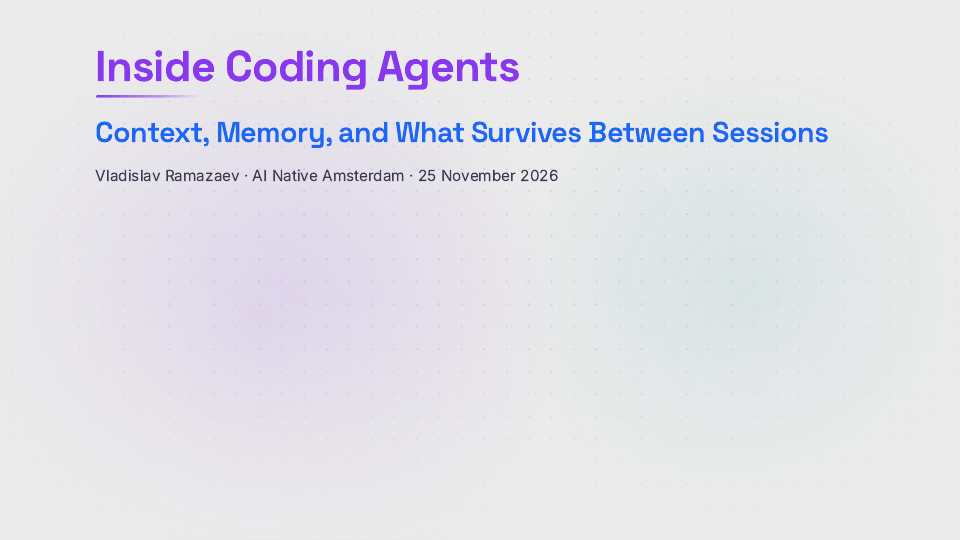 Inside Coding Agents
Context, Memory, and What Survives Between Sessions
Vladislav Ramazaev · AI Native Amsterdam · 25 November 2026